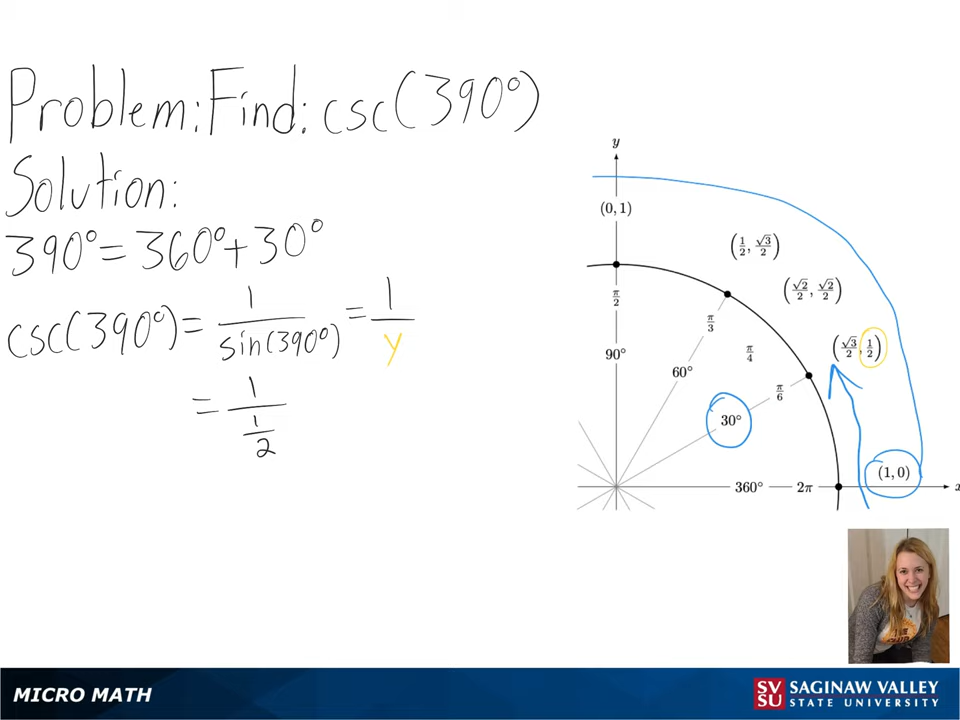 Problem: Find: csc(390°)
Solution:
390° = 360° + 30°
csc(390°) = 1/sin(390°) = 1/y
= 1/(1/2)
y
(0, 1)
(1/2, √3/2)
(√2/2, √2/2)
π/2
π/3
(√3/2, 1/2)
90°
π/4
60°
π/6
30°
(1, 0)
360°
2π
x
MICRO MATH
SV
SU
SAGINAW VALLEY
STATE UNIVERSITY